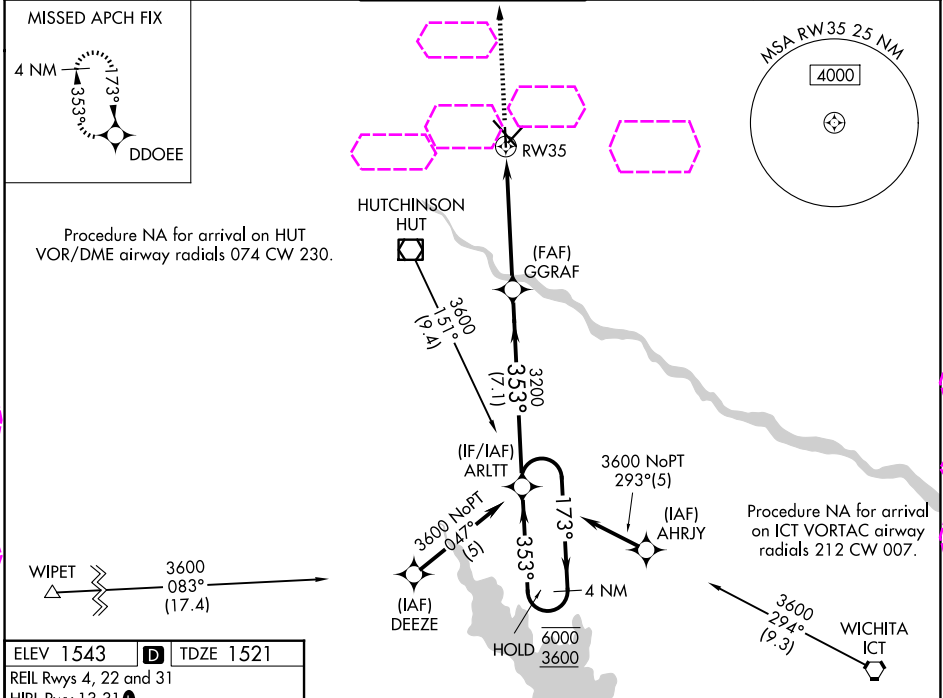 MISSED APCH FIX
4 NM
173°
353°
DDOEE
MSA RW35 25 NM
4000
RW35
HUTCHINSON
HUT
Procedure NA for arrival on HUT
VOR/DME airway radials 074 CW 230.
(FAF)
GGRAF
3600
151°
(9.4)
3200
353°
(7.1)
(IF/IAF)
ARLTT
3600 NoPT
293°(5)
173°
353°
(IAF)
AHRJY
Procedure NA for arrival
on ICT VORTAC airway
radials 212 CW 007.
3600 NoPT
047°
(5)
WIPET
3600
083°
(17.4)
(IAF)
DEEZE
4 NM
HOLD
6000
3600
3600
294°
(9.3)
WICHITA
ICT
ELEV 1543
D
TDZE 1521
REIL Rwys 4, 22 and 31